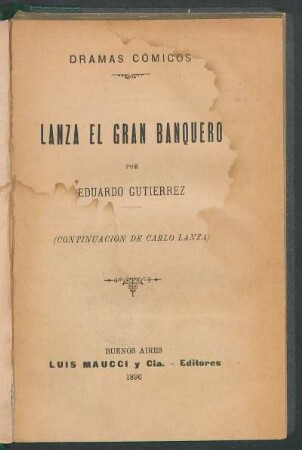 DRAMAS CÓMICOS
LANZA EL GRAN BANQUERO
POR
EDUARDO GUTIERREZ
(CONTINUACION DE CARLO LANZA)
BUENOS AIRES
LUIS MAUCCI y Cia. - Editores
1896